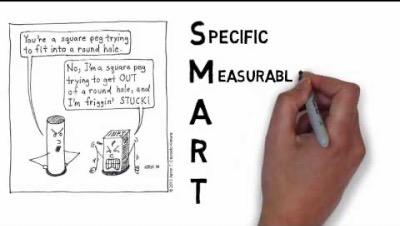 You're a square peg trying
to fit into a round hole.
No, I'm a square peg
trying to get OUT
of a round hole, and
I'm friggin' STUCK!
SPECIFIC
MEASURABL
A
R
T